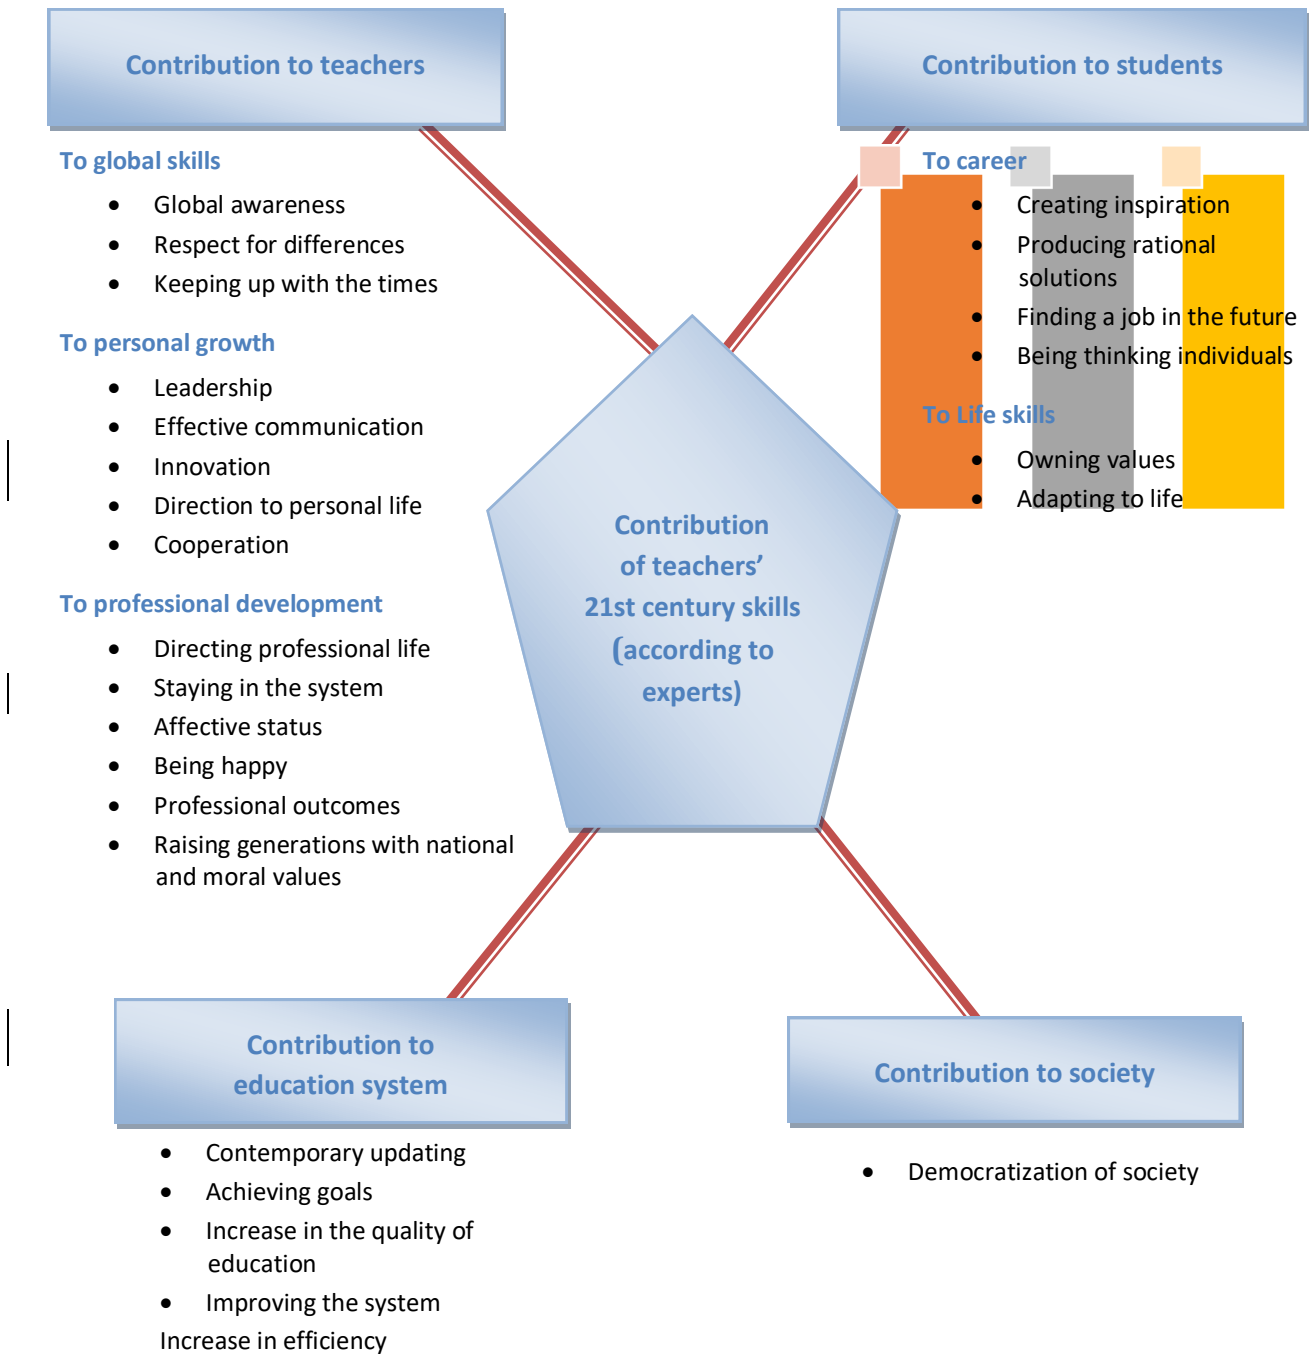 Contribution to teachers
To global skills
• Global awareness
• Respect for differences
• Keeping up with the times
To personal growth
• Leadership
• Effective communication
• Innovation
• Direction to personal life
• Cooperation
To professional development
• Directing professional life
• Staying in the system
• Affective status
• Being happy
• Professional outcomes
• Raising generations with national
and moral values
Contribution to students
To career
• Creating inspiration
• Producing rational
solutions
• Finding a job in the future
• Being thinking individuals
To Life skills
• Owning values
• Adapting to life
Contribution
of teachers’
21st century skills
(according to
experts)
Contribution to
education system
• Contemporary updating
• Achieving goals
• Increase in the quality of
education
• Improving the system
Increase in efficiency
Contribution to society
• Democratization of society